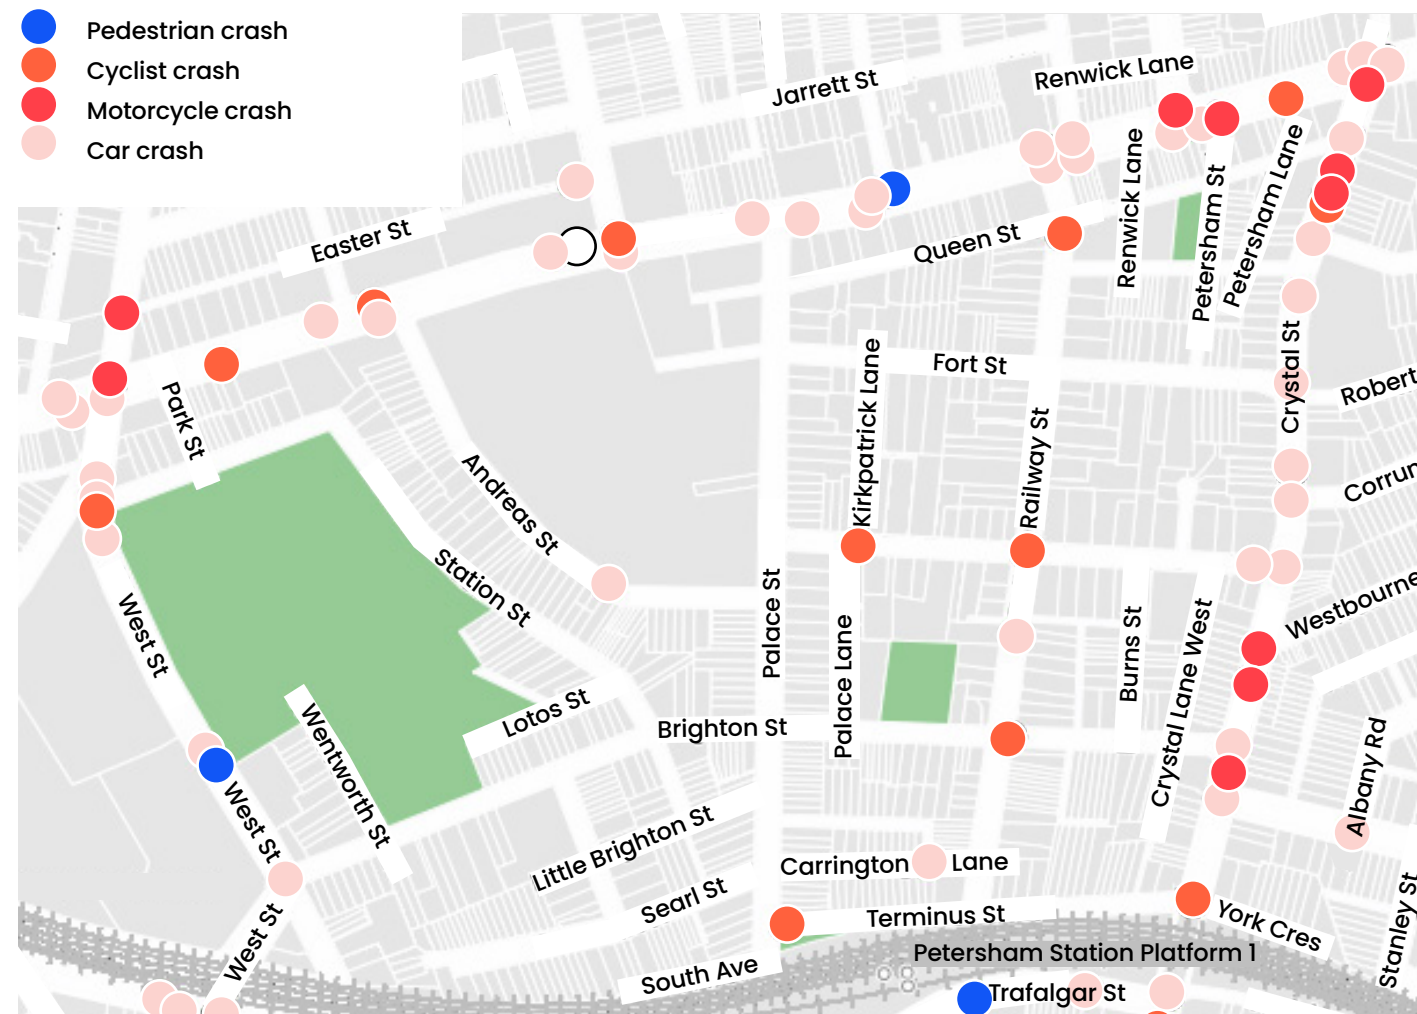 Pedestrian crash
Cyclist crash
Motorcycle crash
Car crash
Renwick Lane
Jarrett St
Easter St
Queen St
Renwick Lane
Petersham St
Petersham Lane
Park St
Fort St
Kirkpatrick Lane
Railway St
Crystal St
Robert
Corrun
Andreas St
Station St
West St
Palace St
Palace Lane
Burns St
Crystal Lane West
Westbourne
Lotos St
Brighton St
Wentworth St
West St
Albany Rd
Little Brighton St
Carrington Lane
Searl St
Terminus St
York Cres
Stanley St
West St
South Ave
Petersham Station Platform 1
Trafalgar St